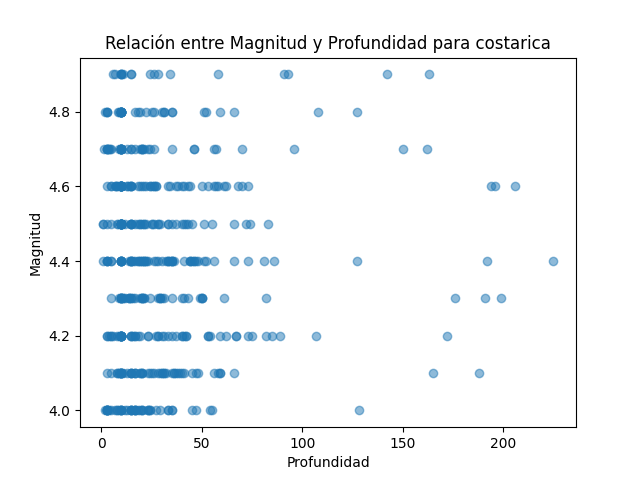 Relación entre Magnitud y Profundidad para costarica
Magnitud
4.8
4.6
4.4
4.2
4.0
0 50 100 150 200
Profundidad